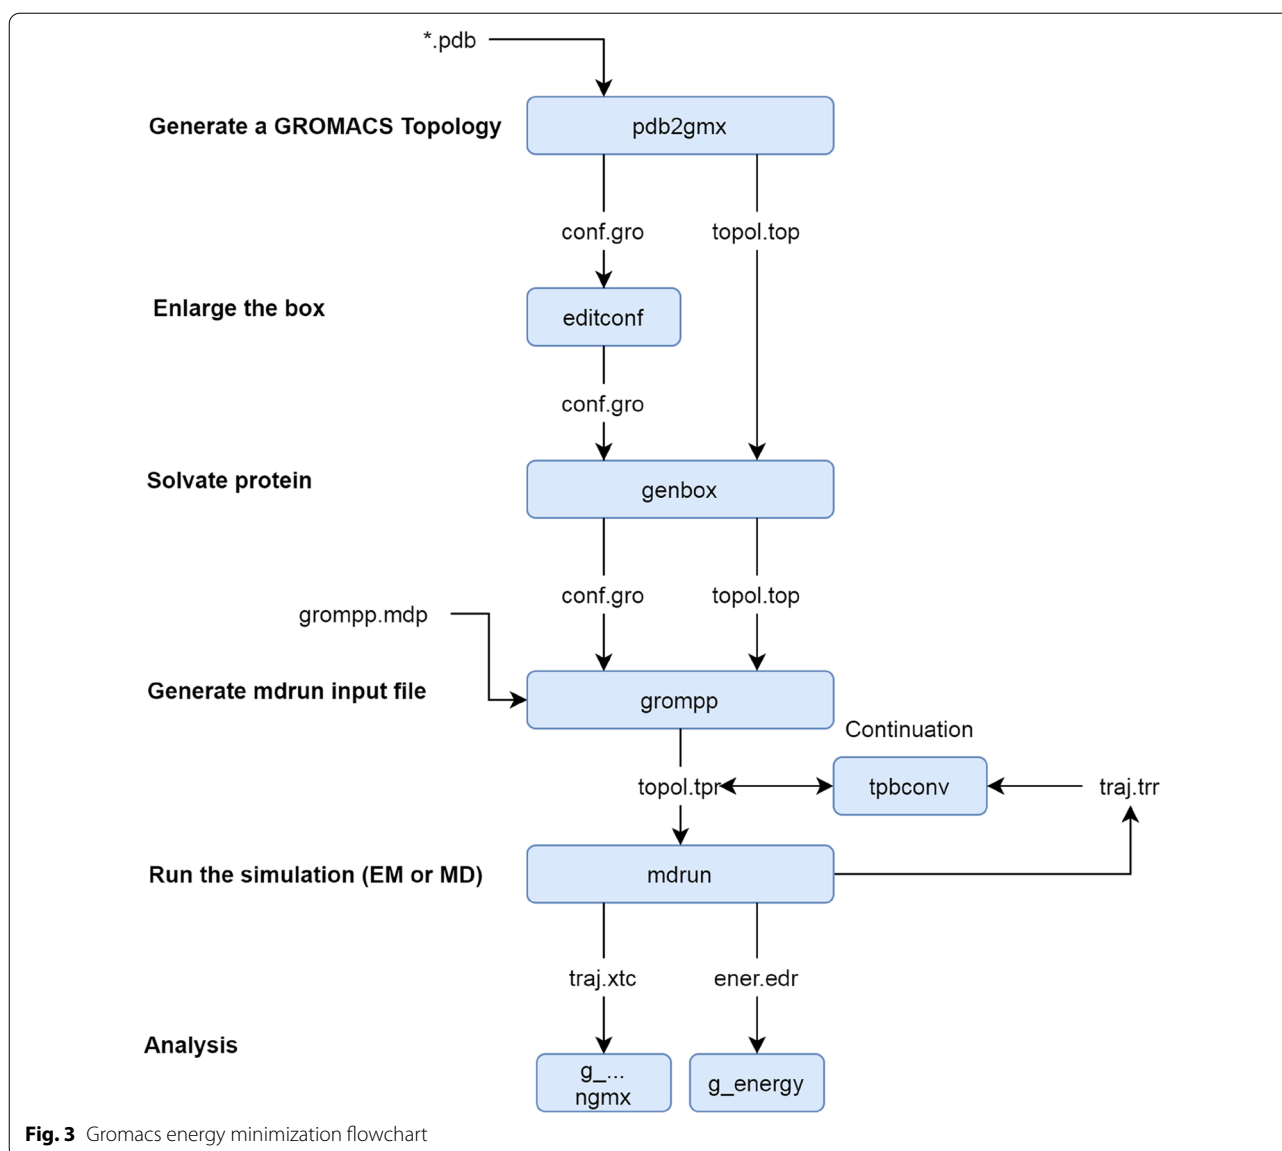 *.pdb
Generate a GROMACS Topology
pdb2gmx
conf.gro
topol.top
Enlarge the box
editconf
conf.gro
Solvate protein
genbox
conf.gro
topol.top
grompp.mdp
Generate mdrun input file
grompp
Continuation
topol.tpr
tpbconv
traj.trr
Run the simulation (EM or MD)
mdrun
traj.xtc
ener.edr
Analysis
g_...
ngmx
g_energy
Fig. 3 Gromacs energy minimization flowchart